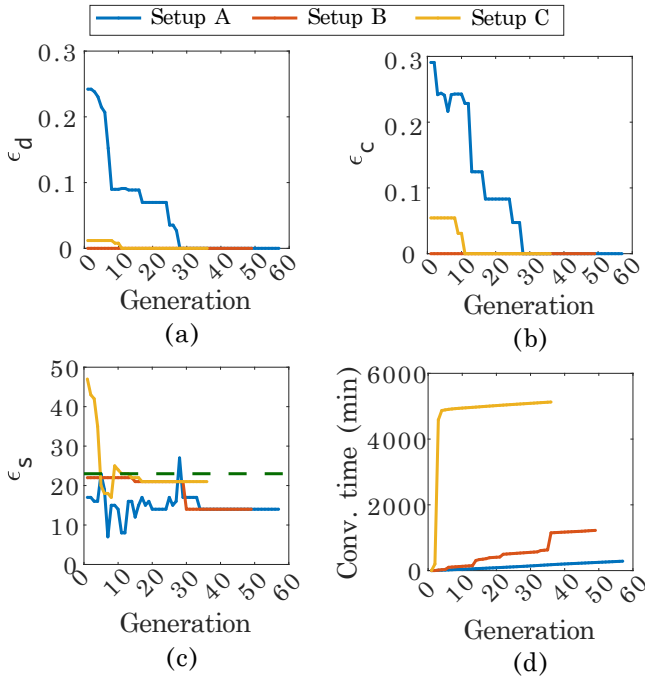 Setup A Setup B Setup C
0.3
0.2
0.1
0
ϵd
0 10 20 30 40 50 60
Generation
(a)
0.3
0.2
0.1
0
ϵc
0 10 20 30 40 50 60
Generation
(b)
50
40
30
20
10
0
ϵs
0 10 20 30 40 50 60
Generation
(c)
6000
4000
2000
0
Conv. time (min)
0 10 20 30 40 50 60
Generation
(d)